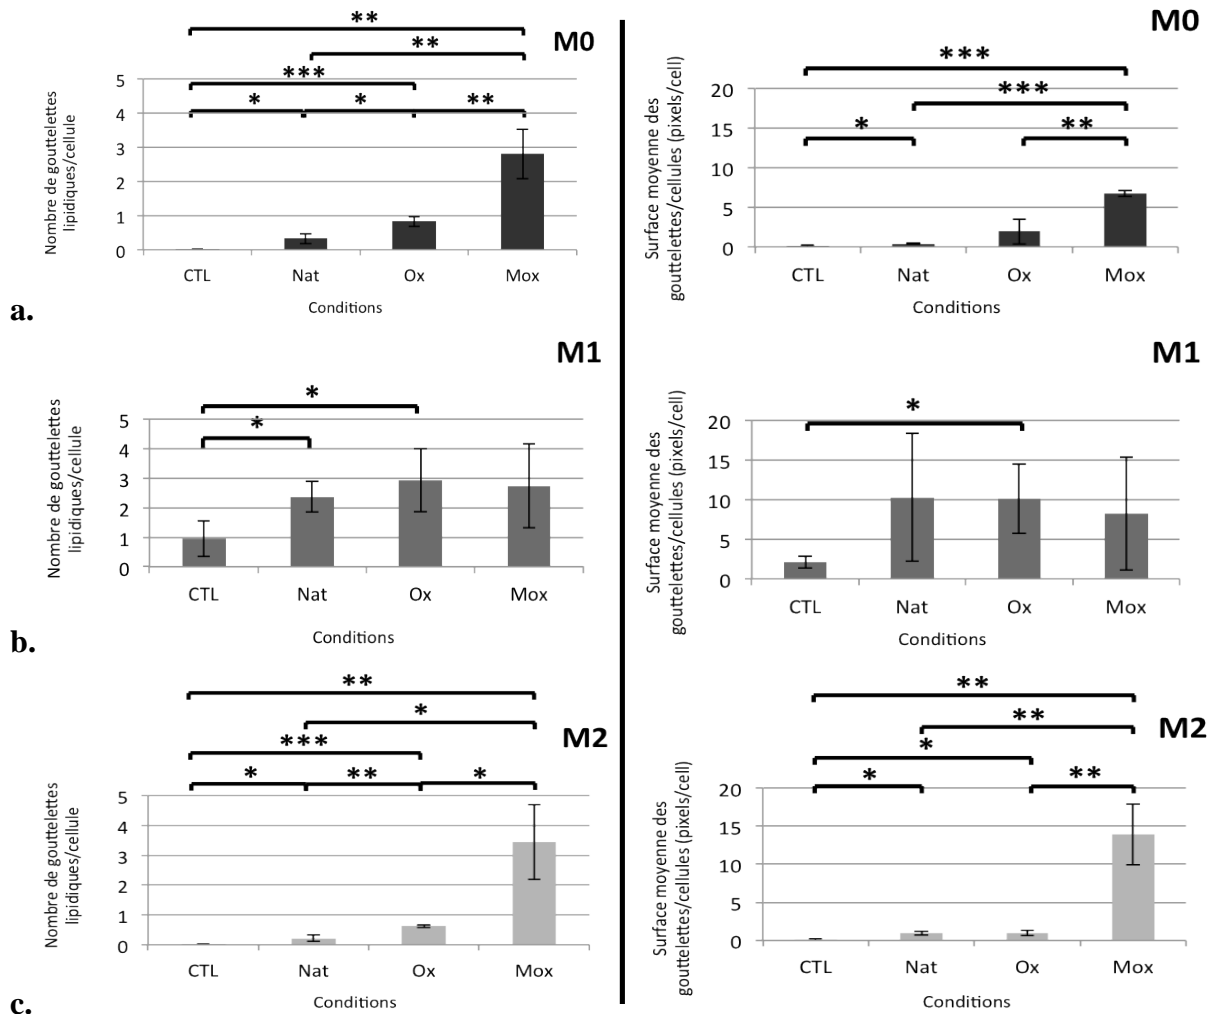 M0
**
**
***
*
*
**
Nombre de gouttelettes
lipidiques/cellule
5
4
3
2
1
0
CTL
Nat
Ox
Mox
Conditions
a.
M0
***
***
*
**
Surface moyenne des
gouttelettes/cellules (pixels/cell)
20
15
10
5
0
CTL
Nat
Ox
Mox
Conditions
M1
*
*
Nombre de gouttelettes
lipidiques/cellule
5
4
3
2
1
0
CTL
Nat
Ox
Mox
Conditions
b.
M1
*
Surface moyenne des
gouttelettes/cellules (pixels/cell)
20
15
10
5
0
CTL
Nat
Ox
Mox
Conditions
M2
**
*
***
*
**
*
Nombre de gouttelettes
lipidiques/cellule
5
4
3
2
1
0
CTL
Nat
Ox
Mox
Conditions
c.
M2
**
**
*
*
**
Surface moyenne des
gouttelettes/cellules (pixels/cell)
20
15
10
5
0
CTL
Nat
Ox
Mox
Conditions